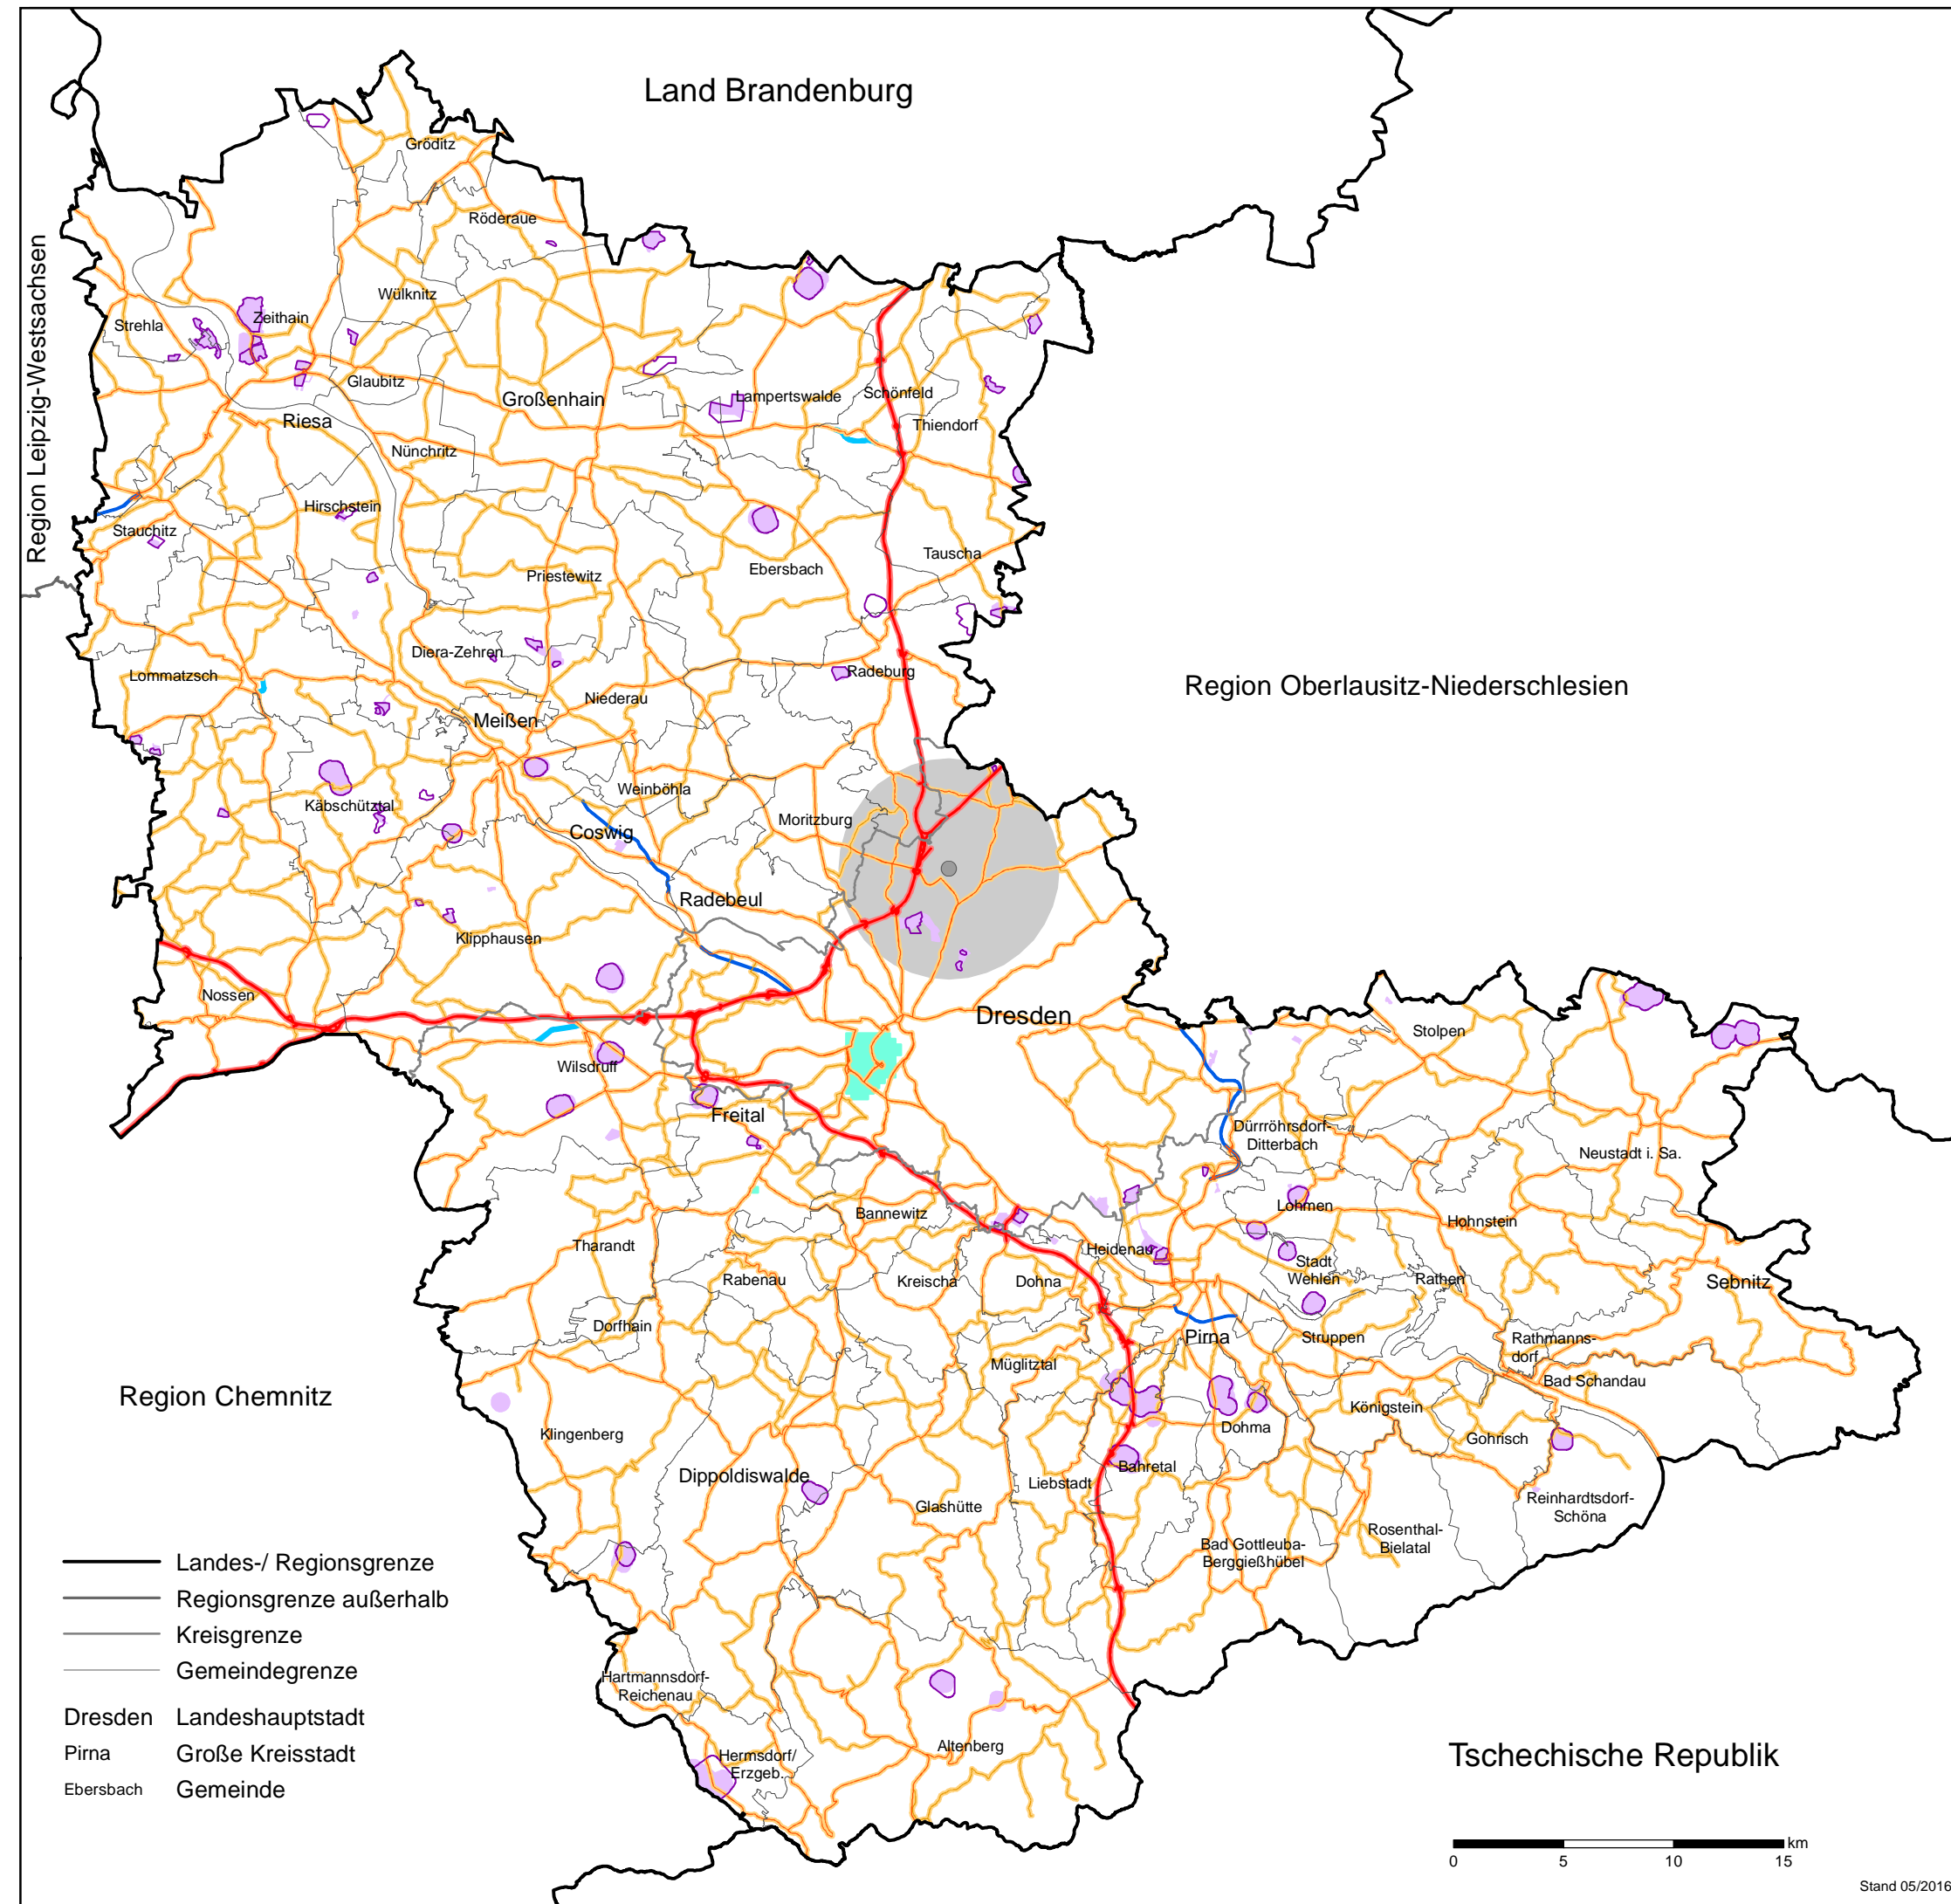 Land Brandenburg
Gröditz
Röderaue
Region Leipzig-Westsachsen
Wülknitz
Zeithain
Strehla
Glaubitz
Großenhain
Lampertswalde
Schönfeld
Riesa
Thiendorf
Nünchritz
Hirschstein
Stauchitz
Tauscha
Ebersbach
Priestewitz
Diera-Zehren
Lommatzsch
Radeburg
Region Oberlausitz-Niederschlesien
Niederau
Meißen
Weinböhla
Käbschütztal
Moritzburg
Coswig
Radebeul
Klipphausen
Nossen
Dresden
Stolpen
Wilsdruff
Freital
Dürrröhrsdorf-
Ditterbach
Neustadt i. Sa.
Lohmen
Bannewitz
Hohnstein
Tharandt
Heidenau
Stadt
Wehlen
Rabenau
Kreischa
Dohna
Rathen
Sebnitz
Dorfhain
Pirna
Struppen
Rathmanns-
dorf
Müglitztal
Bad Schandau
Region Chemnitz
Königstein
Klingenberg
Dohma
Gohrisch
Dippoldiswalde
Bahretal
Liebstadt
Glashütte
Reinhardtsdorf-
Schöna
Rosenthal-
Bielatal
Bad Gottleuba-
Berggießhübel
Landes-/ Regionsgrenze
Regionsgrenze außerhalb
Kreisgrenze
Gemeindegrenze
Hartmannsdorf-
Reichenau
Dresden Landeshauptstadt
Pirna Große Kreisstadt
Ebersbach Gemeinde
Altenberg
Hermsdorf/
Erzgeb.
Tschechische Republik
km
0 5 10 15
Stand 05/2016